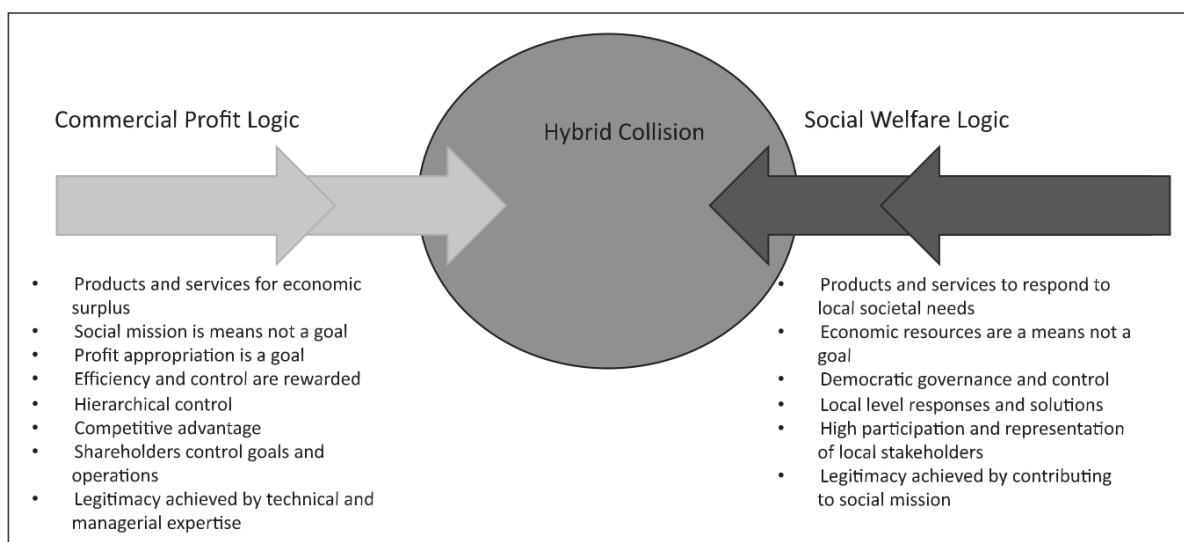 Commercial Profit Logic
Hybrid Collision
Social Welfare Logic
• Products and services for economic
surplus
• Social mission is means not a goal
• Profit appropriation is a goal
• Efficiency and control are rewarded
• Hierarchical control
• Competitive advantage
• Shareholders control goals and
operations
• Legitimacy achieved by technical and
managerial expertise
• Products and services to respond to
local societal needs
• Economic resources are a means not a
goal
• Democratic governance and control
• Local level responses and solutions
• High participation and representation
of local stakeholders
• Legitimacy achieved by contributing
to social mission